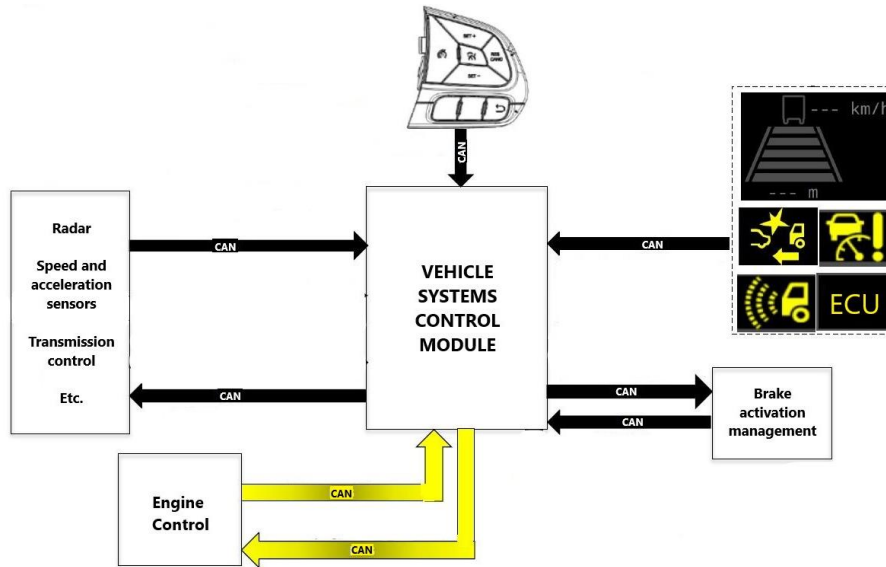 SET +
RES
CANC
SET -
CAN
--- km/h
--- m
ECU
Radar
Speed and
acceleration
sensors
Transmission
control
Etc.
CAN
CAN
VEHICLE
SYSTEMS
CONTROL
MODULE
CAN
CAN
CAN
Brake
activation
management
Engine
Control
CAN
CAN